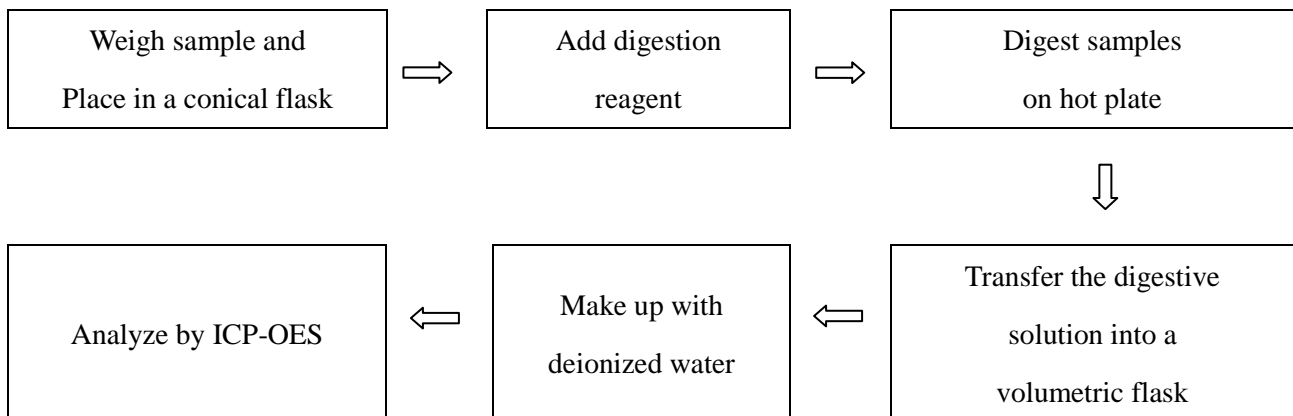 Weigh sample and
Place in a conical flask
Add digestion
reagent
Digest samples
on hot plate
Transfer the digestive
solution into a
volumetric flask
Make up with
deionized water
Analyze by ICP-OES